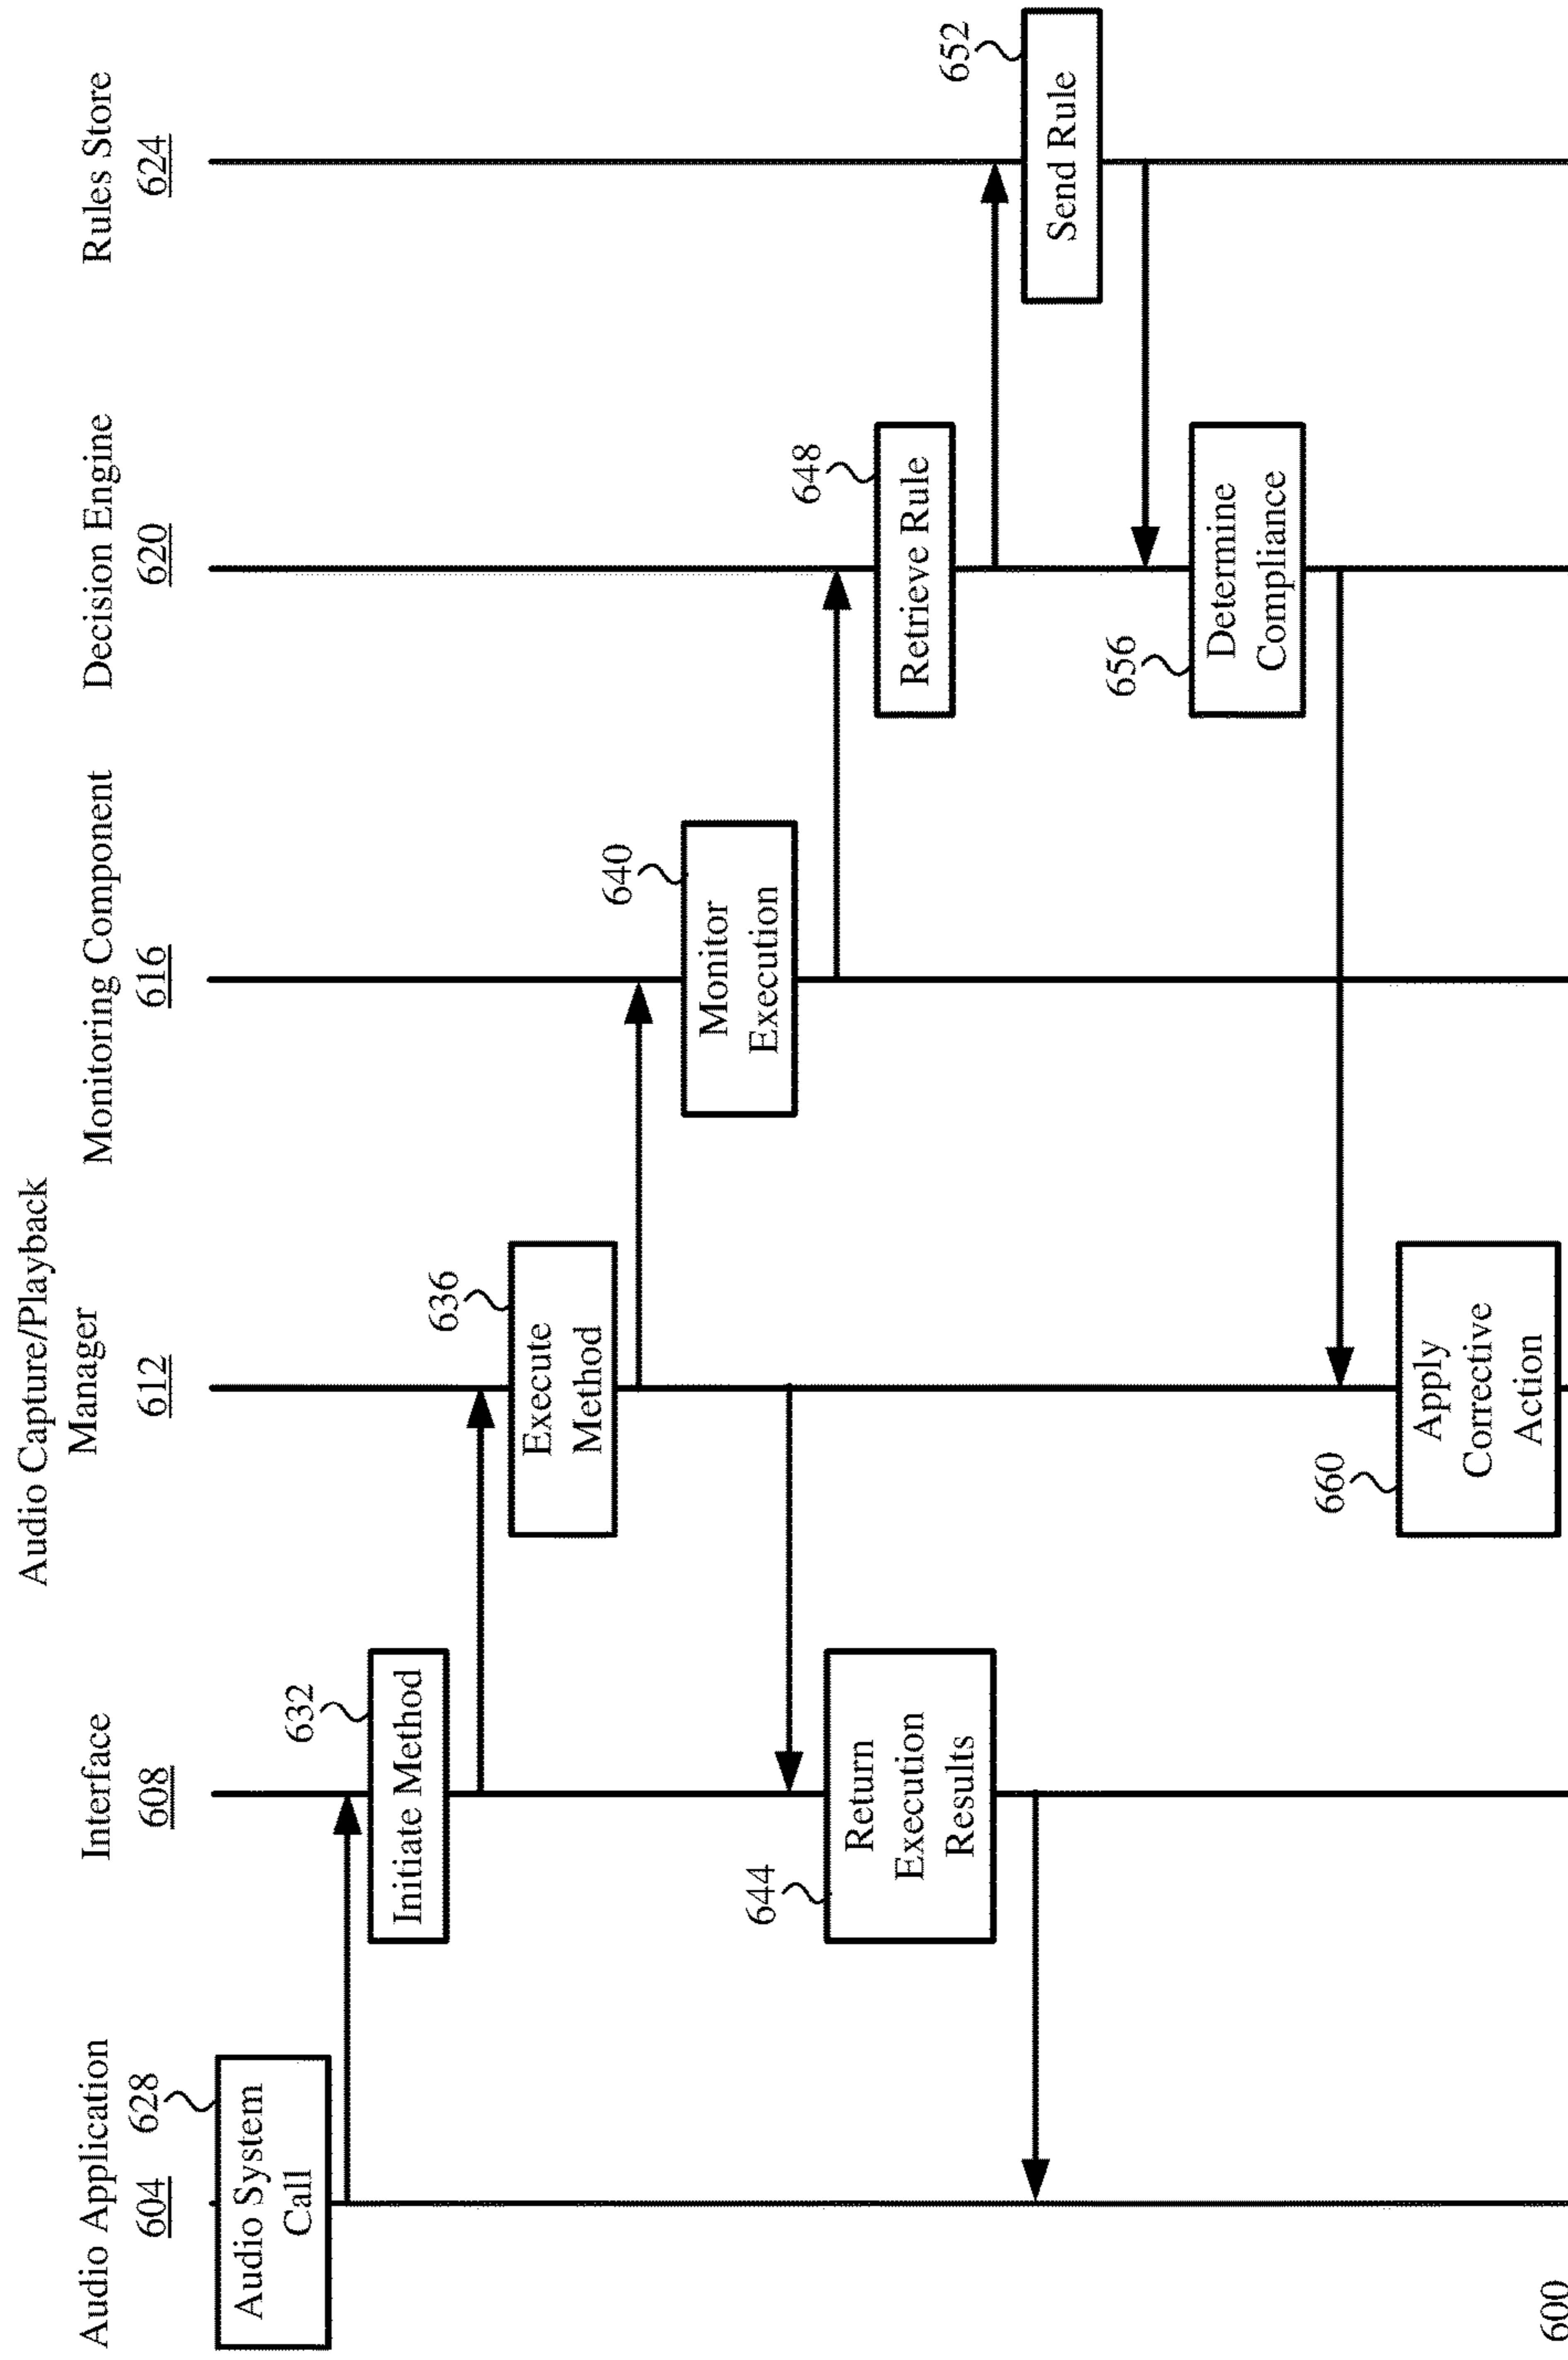 Audio Application
604
Interface
608
Audio Capture/Playback
Manager
612
Monitoring Component
616
Decision Engine
620
Rules Store
624
628
Audio System
Call
632
Initiate Method
636
Execute
Method
640
Monitor
Execution
644
Return
Execution
Results
648
Retrieve Rule
652
Send Rule
656
Determine
Compliance
660
Apply
Corrective
Action
600